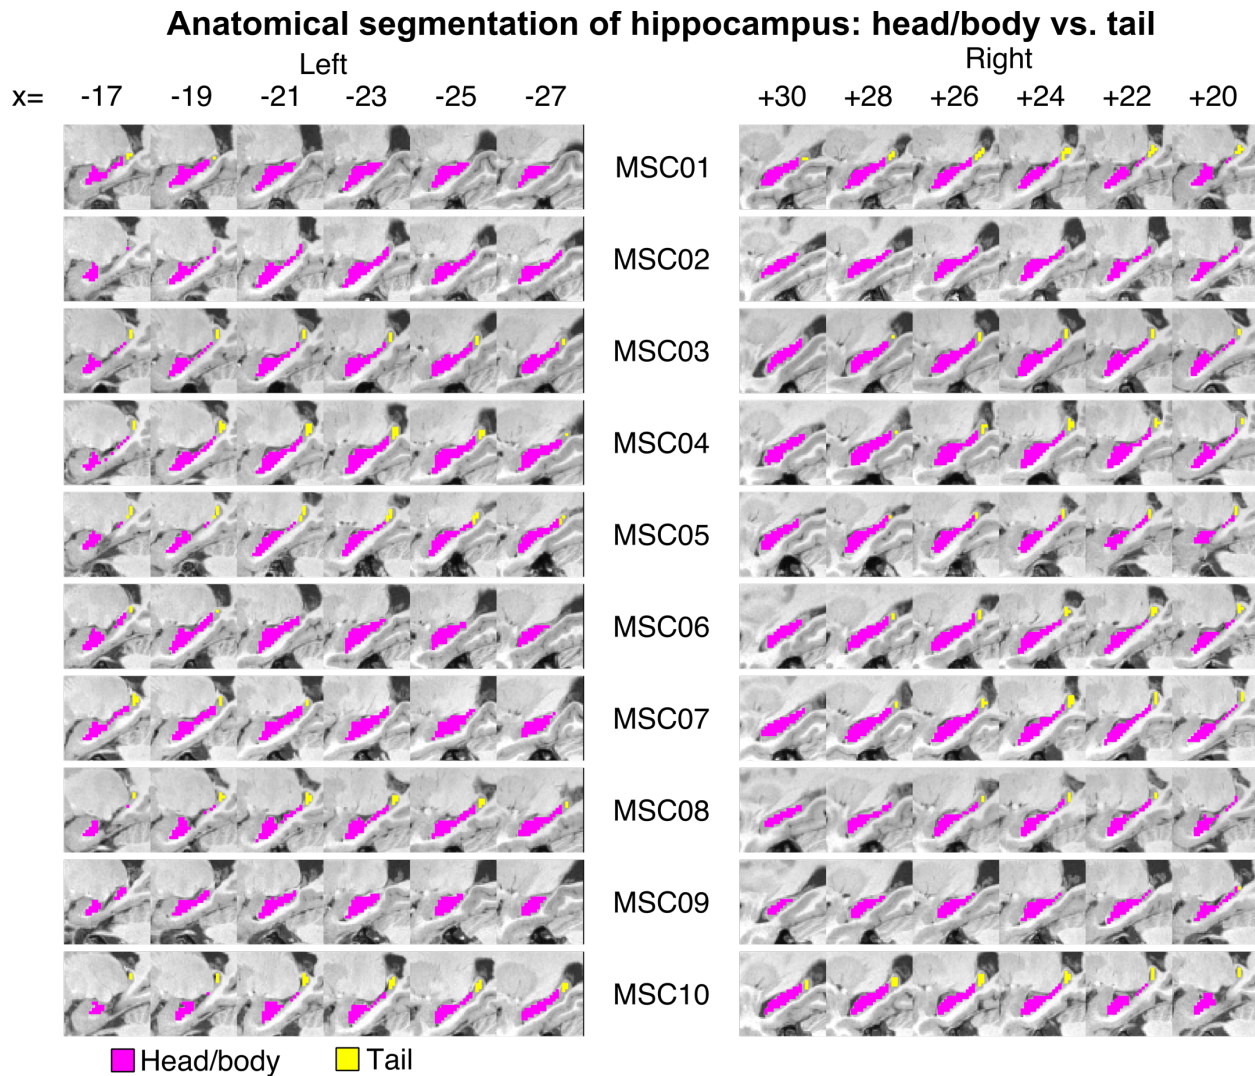 Anatomical segmentation of hippocampus: head/body vs. tail
Left
Right
x= -17 -19 -21 -23 -25 -27 +30 +28 +26 +24 +22 +20
MSC01
MSC02
MSC03
MSC04
MSC05
MSC06
MSC07
MSC08
MSC09
MSC10
Head/body Tail